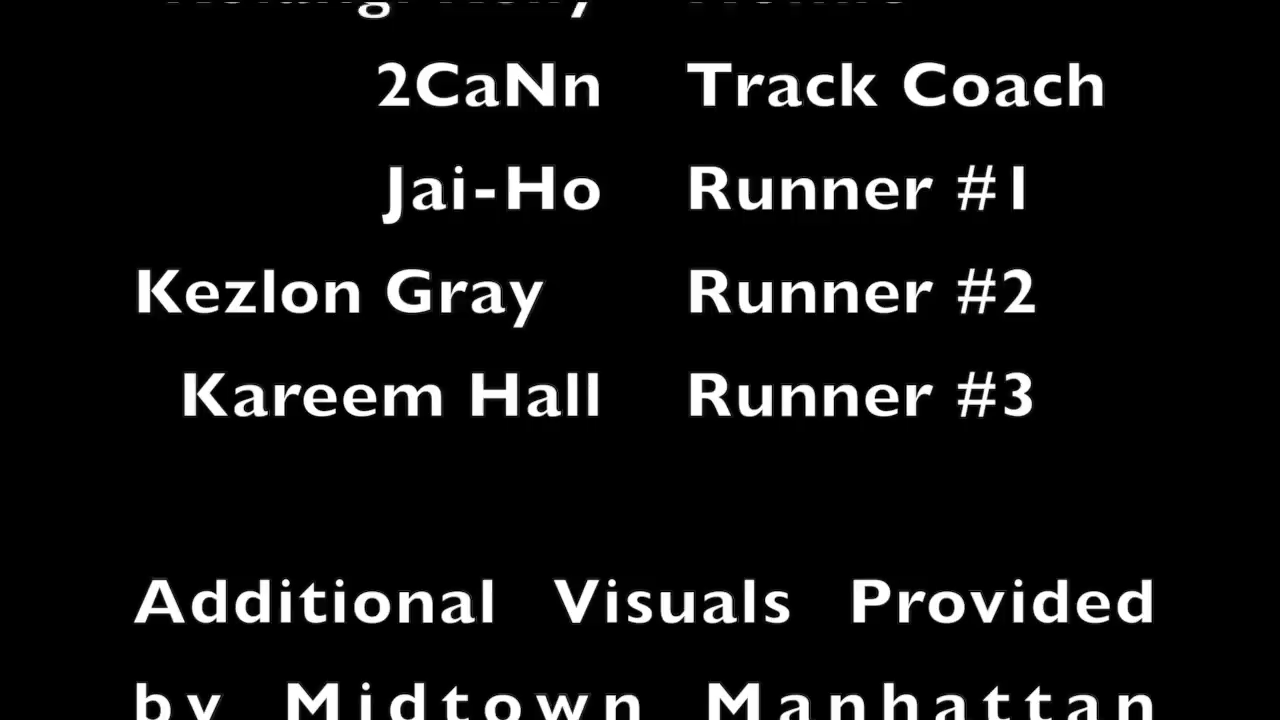 2CaNn Track Coach
Jai-Ho Runner #1
Kezlon Gray Runner #2
Kareem Hall Runner #3
Additional Visuals Provided
by Midtown Manhattan